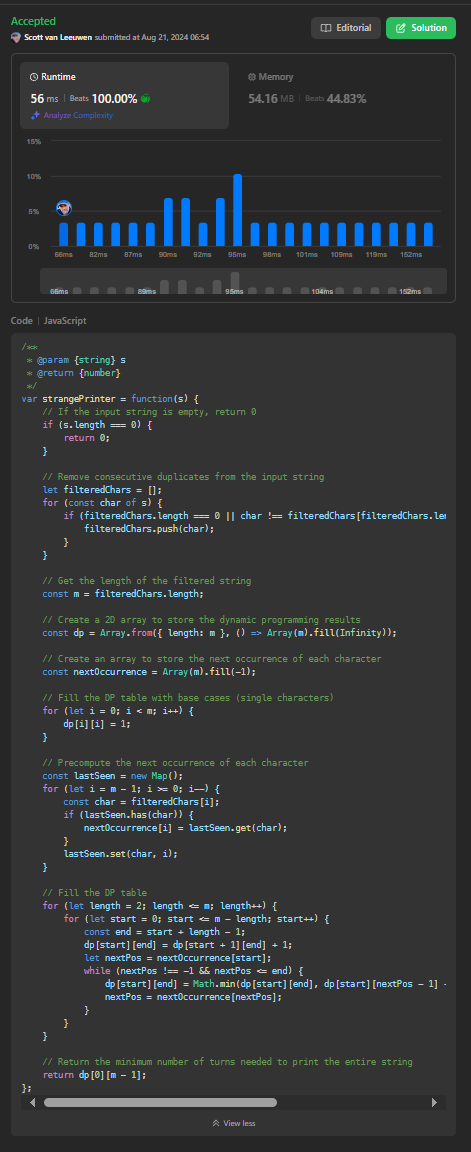 Accepted
Scott van Leeuwen submitted at Aug 21, 2024 06:54
Editorial
Solution
Runtime
56 ms | Beats 100.00%
Analyze Complexity
Memory
54.16 MB | Beats 44.83%
15%
10%
5%
0%
66ms 82ms 87ms 90ms 92ms 95ms 98ms 101ms 109ms 119ms 152ms
66ms 89ms 95ms 104ms 152ms
Code | JavaScript
/**
 * @param {string} s
 * @return {number}
 */
var strangePrinter = function(s) {
    // If the input string is empty, return 0
    if (s.length === 0) {
        return 0;
    }
    // Remove consecutive duplicates from the input string
    let filteredChars = [];
    for (const char of s) {
        if (filteredChars.length === 0 || char !== filteredChars[filteredChars.len
            filteredChars.push(char);
        }
    }
    // Get the length of the filtered string
    const m = filteredChars.length;
    // Create a 2D array to store the dynamic programming results
    const dp = Array.from({ length: m }, () => Array(m).fill(Infinity));
    // Create an array to store the next occurrence of each character
    const nextOccurrence = Array(m).fill(-1);
    // Fill the DP table with base cases (single characters)
    for (let i = 0; i < m; i++) {
        dp[i][i] = 1;
    }
    // Precompute the next occurrence of each character
    const lastSeen = new Map();
    for (let i = m - 1; i >= 0; i--) {
        const char = filteredChars[i];
        if (lastSeen.has(char)) {
            nextOccurrence[i] = lastSeen.get(char);
        }
        lastSeen.set(char, i);
    }
    // Fill the DP table
    for (let length = 2; length <= m; length++) {
        for (let start = 0; start <= m - length; start++) {
            const end = start + length - 1;
            dp[start][end] = dp[start + 1][end] + 1;
            let nextPos = nextOccurrence[start];
            while (nextPos !== -1 && nextPos <= end) {
                dp[start][end] = Math.min(dp[start][end], dp[start][nextPos - 1] -
                nextPos = nextOccurrence[nextPos];
            }
        }
    }
    // Return the minimum number of turns needed to print the entire string
    return dp[0][m - 1];
};
View less